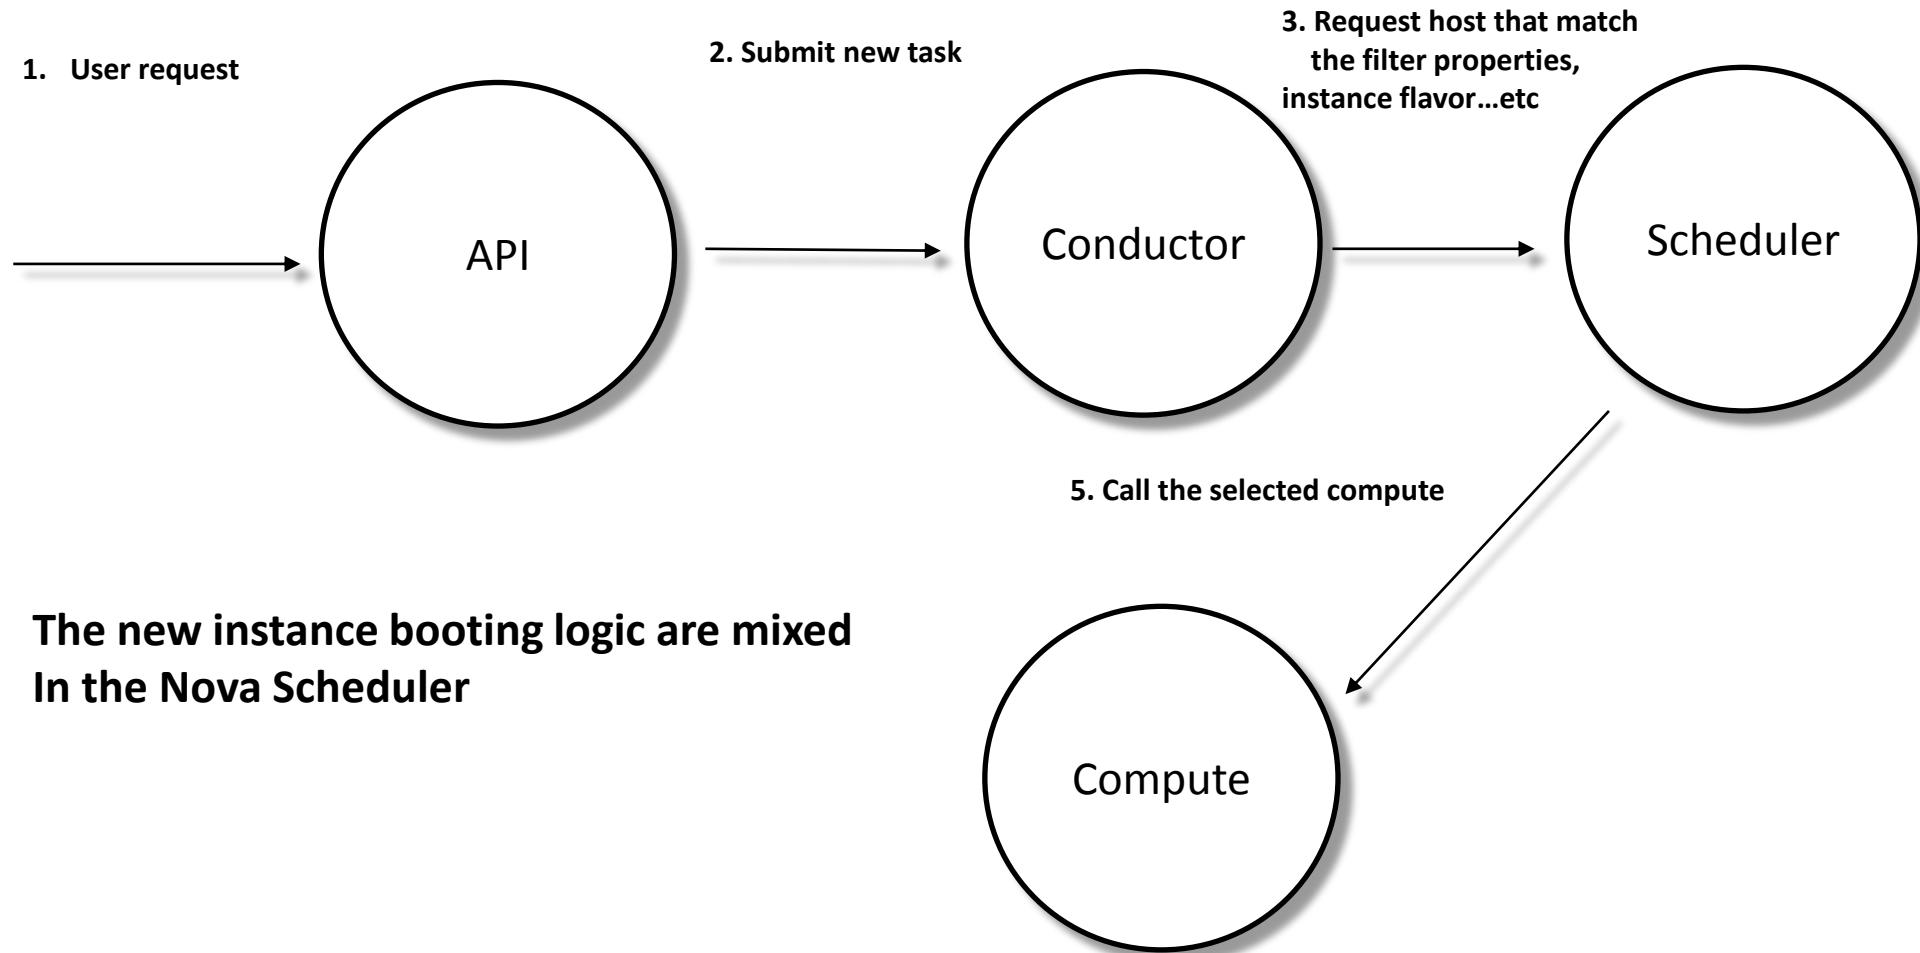 1. User request
2. Submit new task
3. Request host that match
the filter properties,
instance flavor...etc
API
Conductor
Scheduler
5. Call the selected compute
The new instance booting logic are mixed
In the Nova Scheduler
Compute